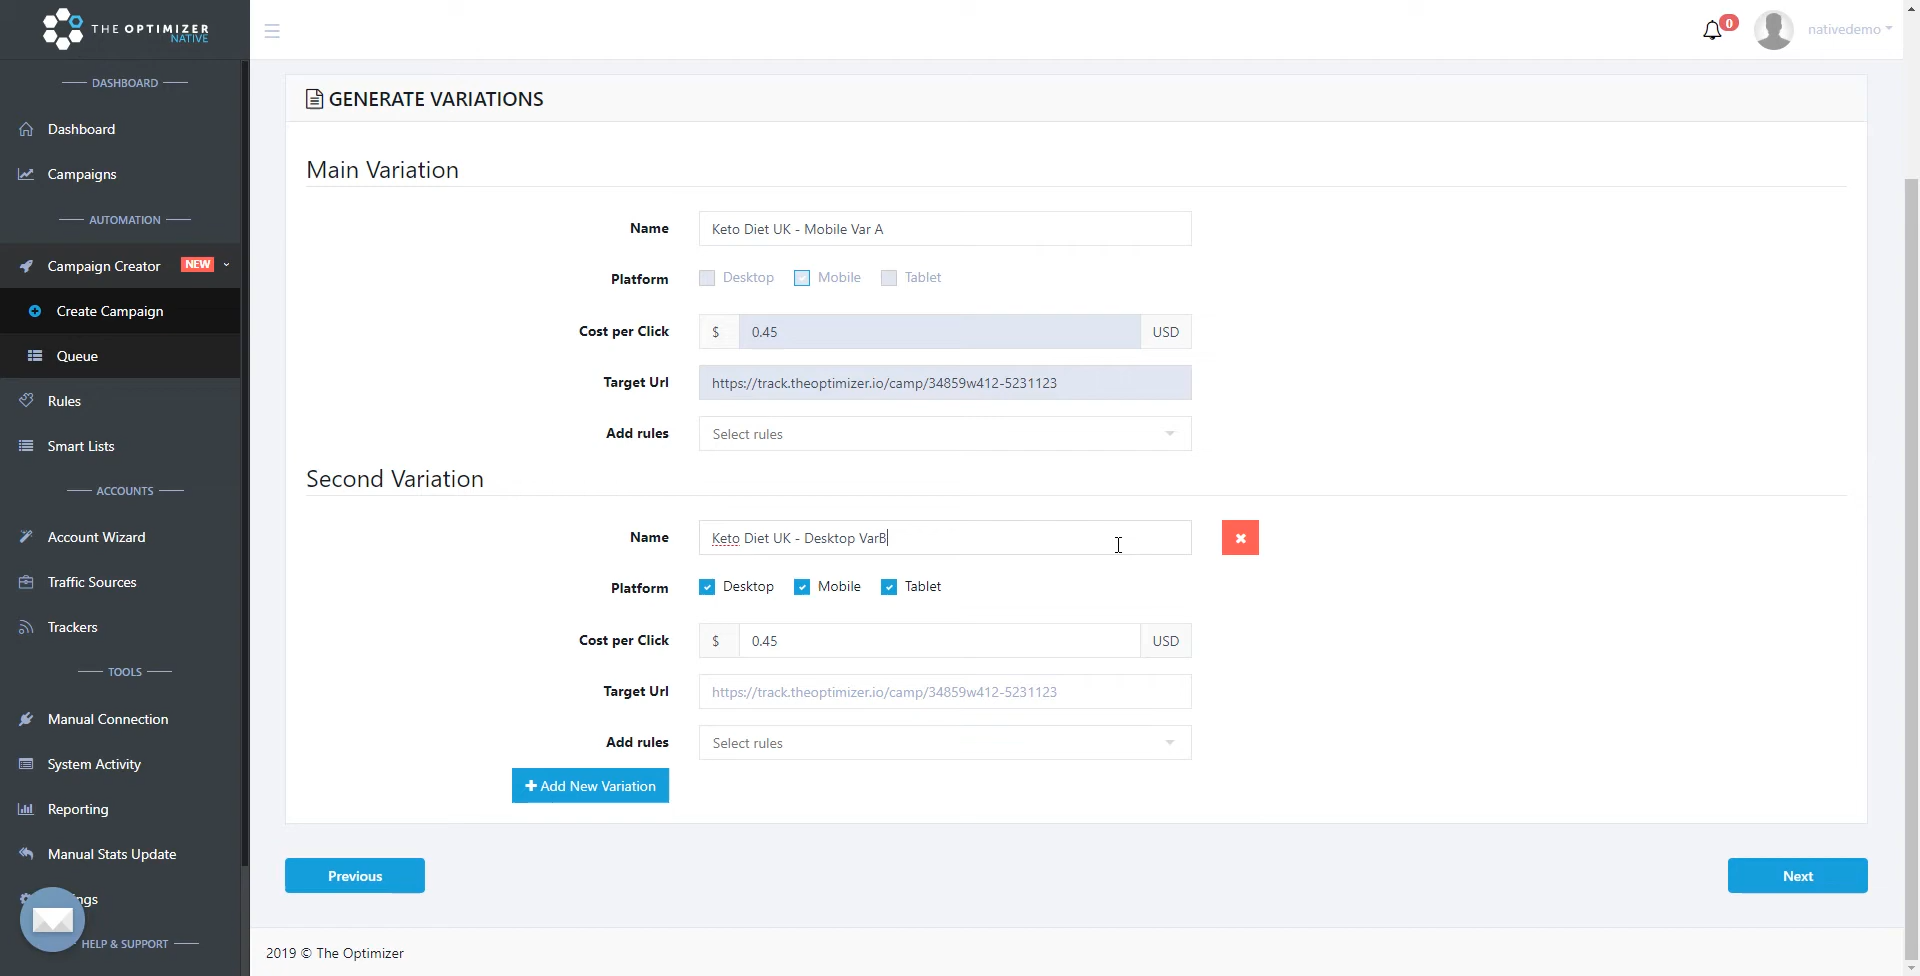 THE OPTIMIZER
NATIVE
0
nativedemo
DASHBOARD
Dashboard
Campaigns
AUTOMATION
Campaign Creator NEW
Create Campaign
Queue
Rules
Smart Lists
ACCOUNTS
Account Wizard
Traffic Sources
Trackers
TOOLS
Manual Connection
System Activity
Reporting
Manual Stats Update
ngs
HELP & SUPPORT
GENERATE VARIATIONS
Main Variation
Name Keto Diet UK - Mobile Var A
Platform Desktop Mobile Tablet
Cost per Click $ 0.45 USD
Target Url https://track.theoptimizer.io/camp/34859w412-5231123
Add rules Select rules
Second Variation
Name Keto Diet UK - Desktop VarB
Platform Desktop Mobile Tablet
Cost per Click $ 0.45 USD
Target Url https://track.theoptimizer.io/camp/34859w412-5231123
Add rules Select rules
Add New Variation
Previous
Next
2019 © The Optimizer